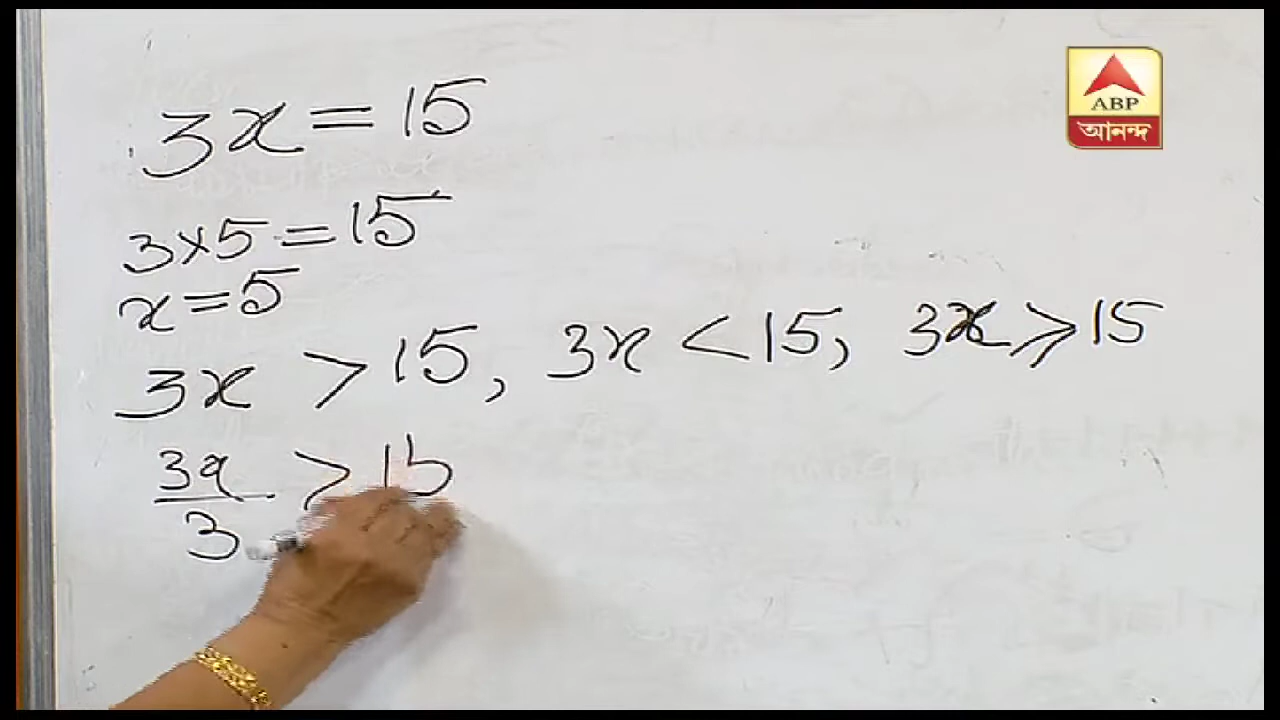 3x = 15
ABP
আনন্দ
3×5 = 15
x = 5
3x > 15, 3x < 15, 3x ⩾ 15
3x/3 > 15